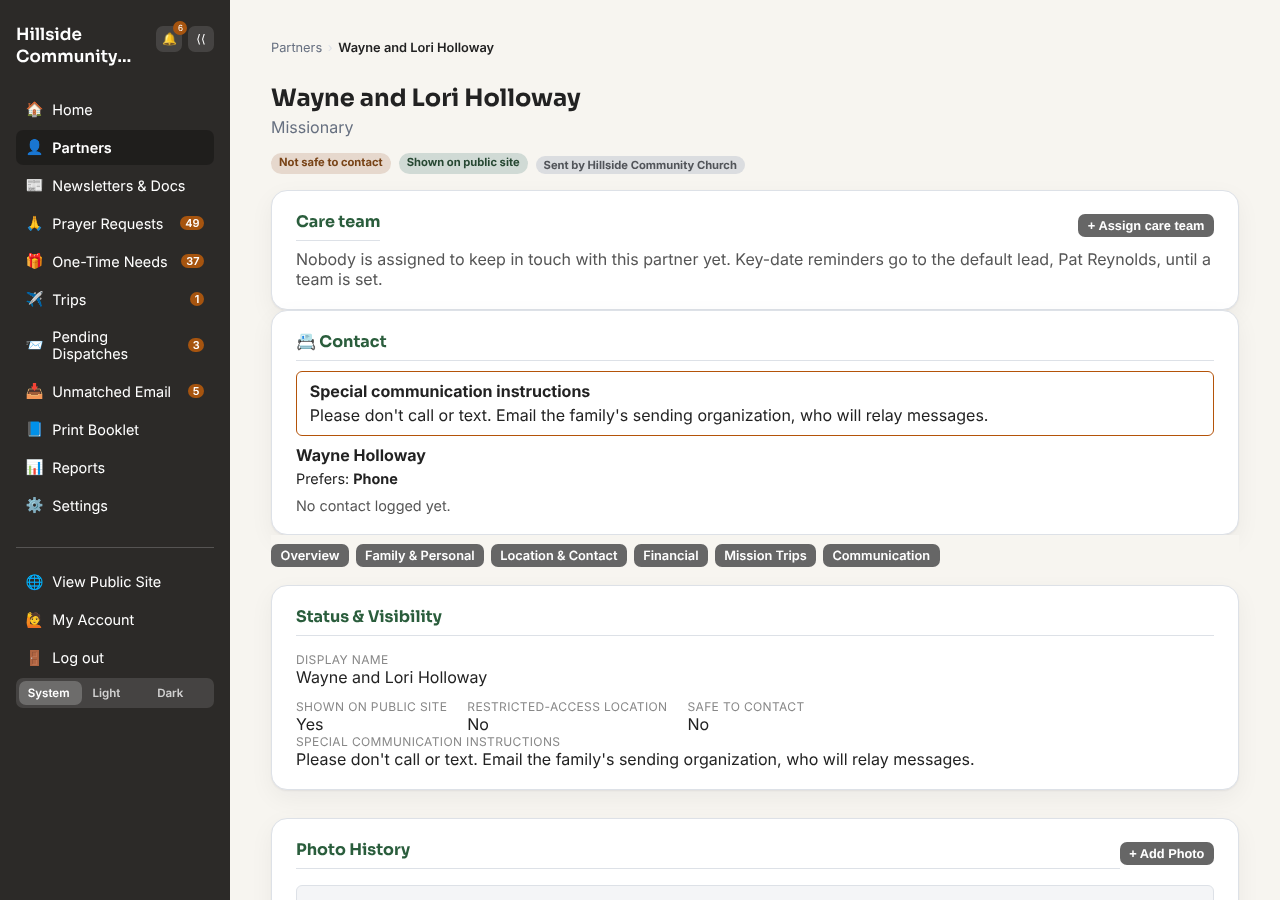 Hillside
Community...
6
⟨⟨
Home
Partners
Newsletters & Docs
Prayer Requests 49
One-Time Needs 37
Trips 1
Pending
Dispatches 3
Unmatched Email 5
Print Booklet
Reports
Settings
View Public Site
My Account
Log out
System Light Dark
Partners › Wayne and Lori Holloway
Wayne and Lori Holloway
Missionary
Not safe to contact Shown on public site Sent by Hillside Community Church
Care team
+ Assign care team
Nobody is assigned to keep in touch with this partner yet. Key-date reminders go to the default lead, Pat Reynolds, until a
team is set.
Contact
Special communication instructions
Please don't call or text. Email the family's sending organization, who will relay messages.
Wayne Holloway
Prefers: Phone
No contact logged yet.
Overview Family & Personal Location & Contact Financial Mission Trips Communication
Status & Visibility
DISPLAY NAME
Wayne and Lori Holloway
SHOWN ON PUBLIC SITE RESTRICTED-ACCESS LOCATION SAFE TO CONTACT
Yes No No
SPECIAL COMMUNICATION INSTRUCTIONS
Please don't call or text. Email the family's sending organization, who will relay messages.
Photo History
+ Add Photo